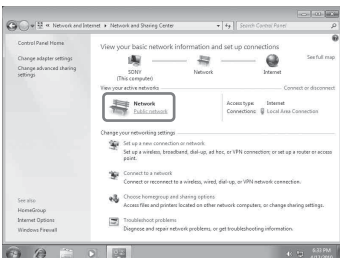 Network and Internet ▸ Network and Sharing Center
Search Control Panel
Control Panel Home
Change adapter settings
Change advanced sharing
settings
View your basic network information and set up connections
See full map
SONY
(This computer)
Network
Internet
View your active networks
Connect or disconnect
Network
Public network
Access type: Internet
Connections: Local Area Connection
Change your networking settings
Set up a new connection or network
Set up a wireless, broadband, dial-up, ad hoc, or VPN connection; or set up a router or access
point.
Connect to a network
Connect or reconnect to a wireless, wired, dial-up, or VPN network connection.
Choose homegroup and sharing options
Access files and printers located on other network computers, or change sharing settings.
Troubleshoot problems
Diagnose and repair network problems, or get troubleshooting information.
See also
HomeGroup
Internet Options
Windows Firewall